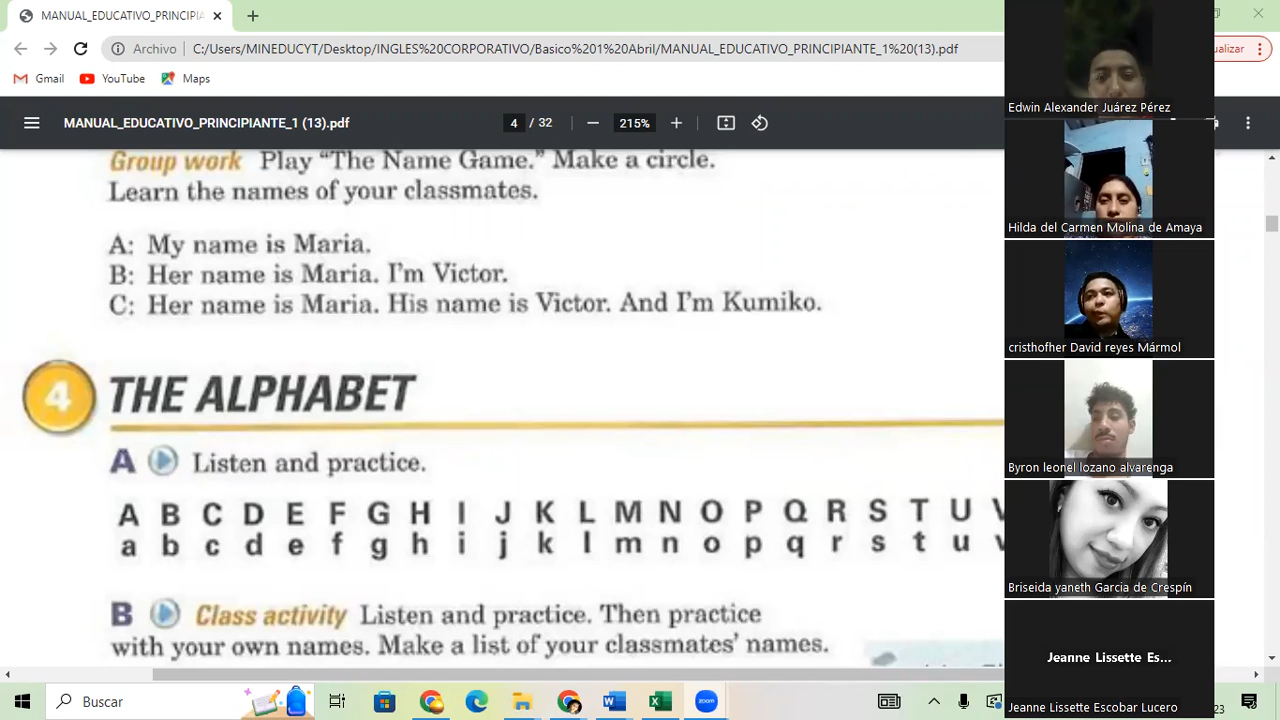 MANUAL_EDUCATIVO_PRINCIPIA
Archivo
C:/Users/MINEDUCYT/Desktop/INGLES%20CORPORATIVO/Basico%201%20Abril/MANUAL_EDUCATIVO_PRINCIPIANTE_1%20(13).pdf
alizar
Gmail YouTube Maps
MANUAL_EDUCATIVO_PRINCIPIANTE_1 (13).pdf
4 / 32
215%
Group work Play “The Name Game.” Make a circle.
Learn the names of your classmates.
A: My name is Maria.
B: Her name is Maria. I’m Victor.
C: Her name is Maria. His name is Victor. And I’m Kumiko.
4 THE ALPHABET
A Listen and practice.
A B C D E F G H I J K L M N O P Q R S T U V
a b c d e f g h i j k l m n o p q r s t u v
B Class activity Listen and practice. Then practice
with your own names. Make a list of your classmates’ names.
Edwin Alexander Juárez Pérez
Hilda del Carmen Molina de Amaya
cristhofher David reyes Mármol
Byron leonel lozano alvarenga
Briseida yaneth Garcia de Crespín
Jeanne Lissette Es...
Jeanne Lissette Escobar Lucero
Buscar
zoom
23